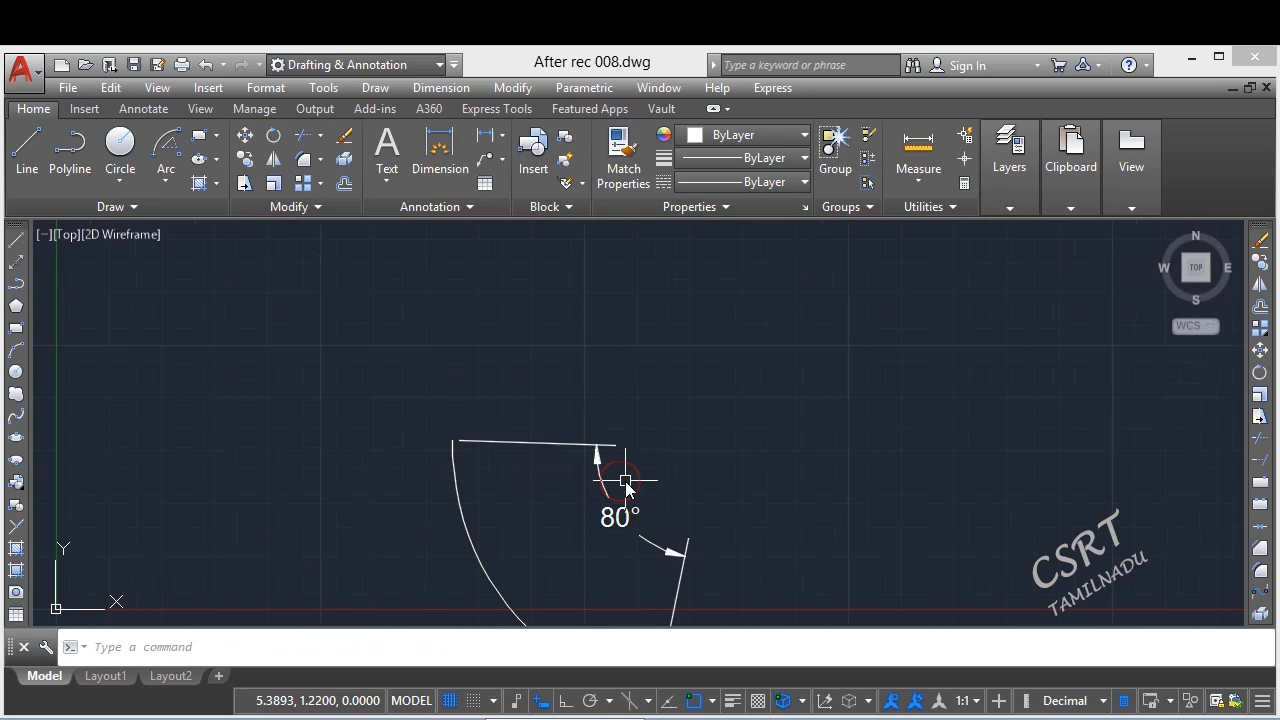 Drafting & Annotation
After rec 008.dwg
Type a keyword or phrase
Sign In
File Edit View Insert Format Tools Draw Dimension Modify Parametric Window Help Express
Home Insert Annotate View Manage Output Add-ins A360 Express Tools Featured Apps Vault
Line Polyline Circle Arc Text Dimension Insert Match Properties
ByLayer
ByLayer
ByLayer
Group Measure Layers Clipboard View
Draw Modify Annotation Block Properties Groups Utilities
[−][Top][2D Wireframe]
N
W TOP E
S
WCS
80°
CSRT
TAMILNADU
Y
X
Type a command
Model Layout1 Layout2 +
5.3893, 1.2200, 0.0000 MODEL 1:1 Decimal